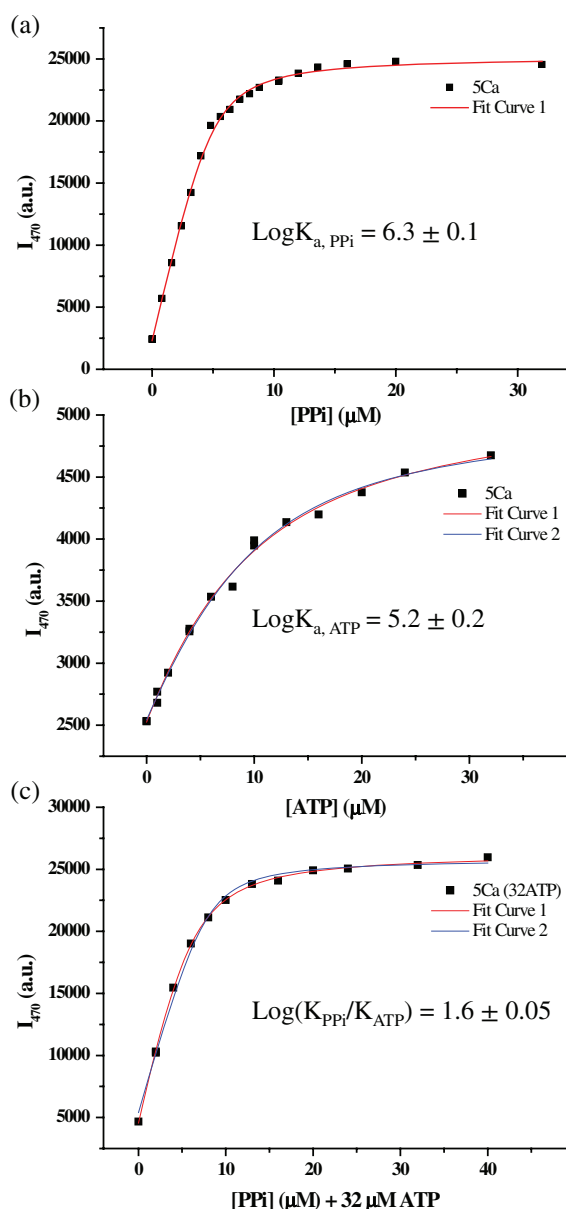 (a)
25000
20000
15000
10000
5000
0
I470 (a.u.)
5Ca
Fit Curve 1
LogKa, PPi = 6.3 ± 0.1
0 10 20 30
[PPi] (μM)
(b)
5000
4500
4000
3500
3000
2500
I470 (a.u.)
5Ca
Fit Curve 1
Fit Curve 2
LogKa, ATP = 5.2 ± 0.2
0 10 20 30
[ATP] (μM)
(c)
30000
25000
20000
15000
10000
5000
I470 (a.u.)
5Ca (32ATP)
Fit Curve 1
Fit Curve 2
Log(KPPi/KATP) = 1.6 ± 0.05
0 10 20 30 40
[PPi] (μM) + 32 μM ATP